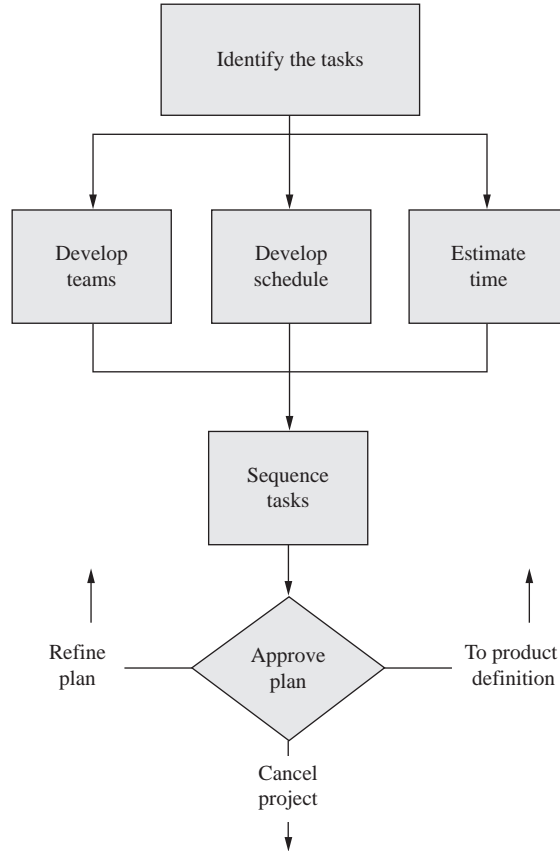 Identify the tasks
Develop
teams
Develop
schedule
Estimate
time
Sequence
tasks
Refine
plan
Approve
plan
To product
definition
Cancel
project